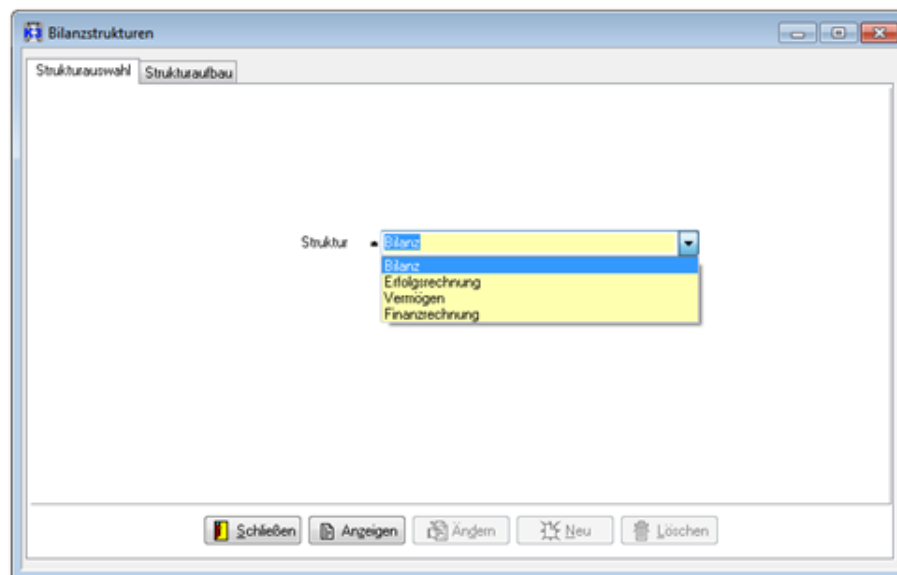 Bilanzstrukturen
Strukturauswahl Strukturaufbau
Struktur Bilanz
Bilanz
Erfolgsrechnung
Vermögen
Finanzrechnung
Schließen Anzeigen Ändern Neu Löschen